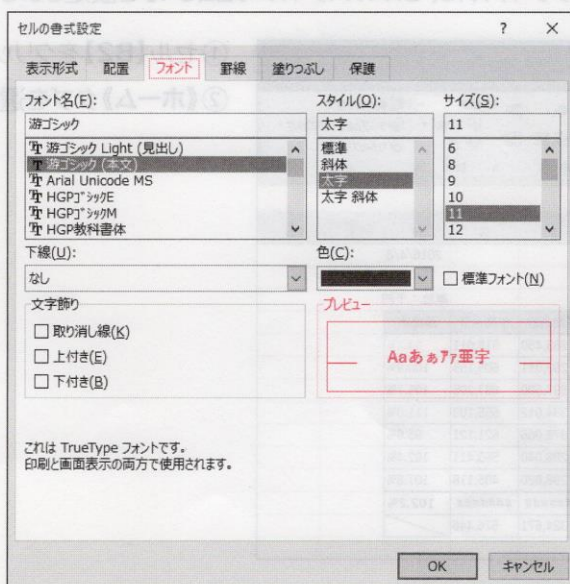 セルの書式設定 ? ×
表示形式 配置 フォント 罫線 塗りつぶし 保護
フォント名(F): スタイル(O): サイズ(S):
游ゴシック 太字 11
游ゴシック Light (見出し) 標準 6
游ゴシック (本文) 斜体 8
Arial Unicode MS 太字 9
HGPｺﾞｼｯｸE 太字 斜体 10
HGPｺﾞｼｯｸM 11
HGP教科書体 12
下線(U): 色(C):
なし 標準フォント(N)
文字飾り プレビュー
取り消し線(K)
上付き(E)
下付き(B)
Aaあぁｱｧ亜宇
これは TrueType フォントです。
印刷と画面表示の両方で使用されます。
OK キャンセル